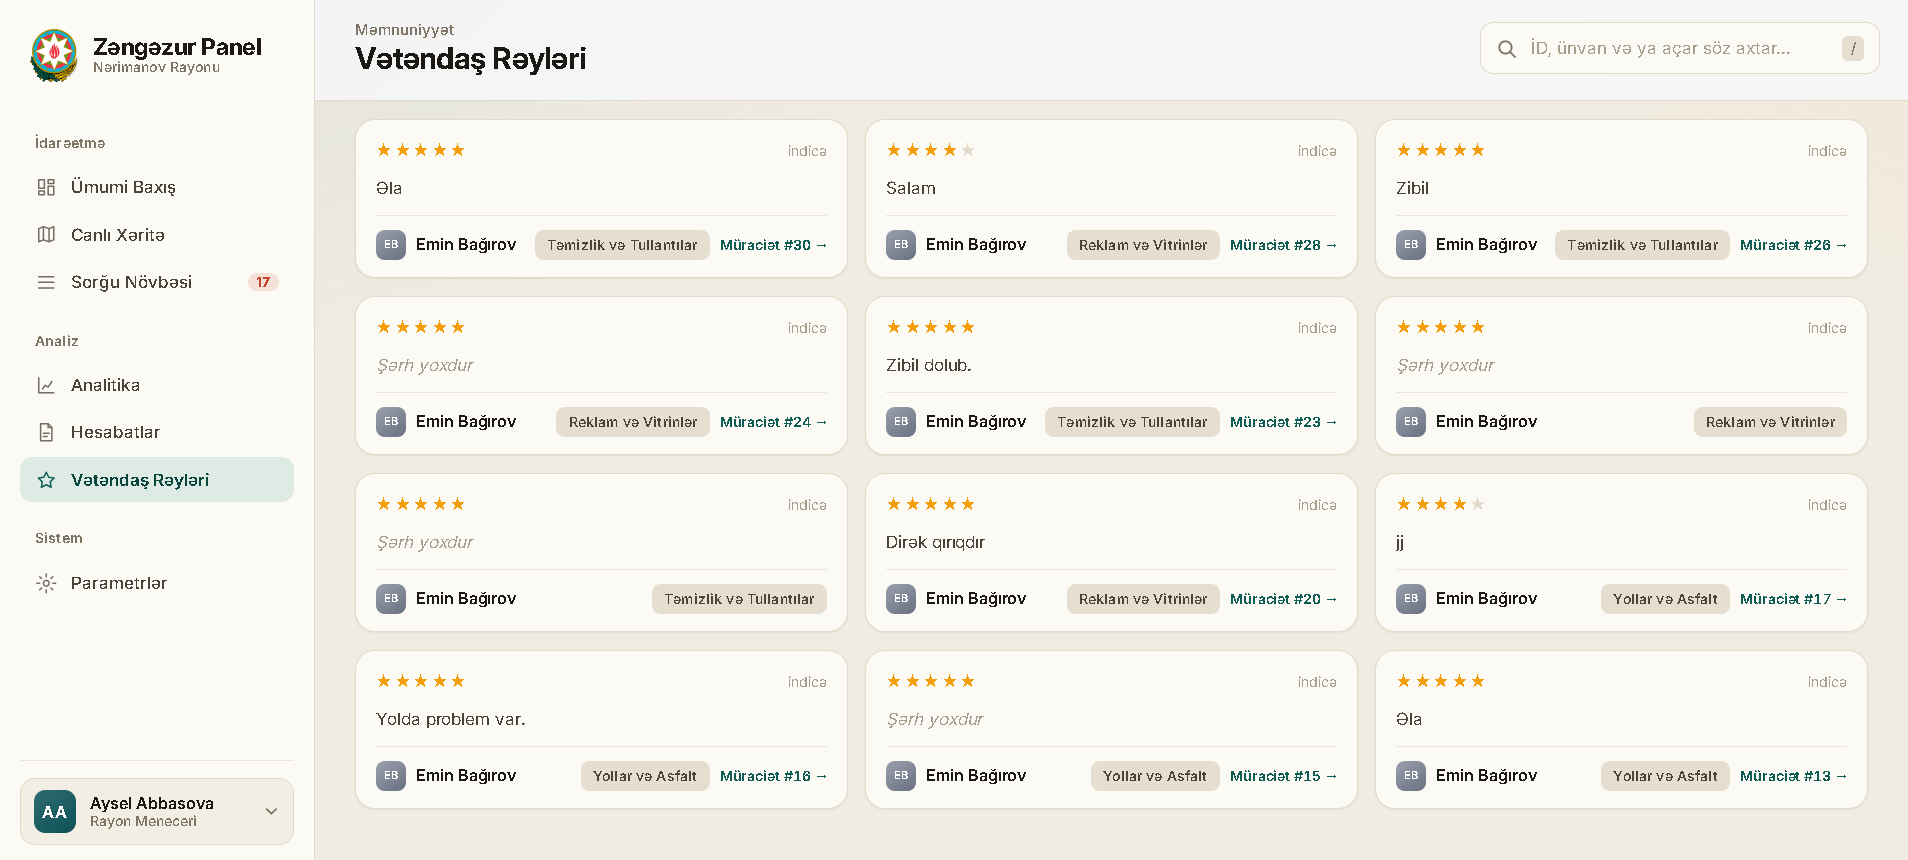 Zəngəzur Panel
Nərimanov Rayonu
İdarəetmə
Ümumi Baxış
Canlı Xəritə
Sorğu Növbəsi 17
Analiz
Analitika
Hesabatlar
Vətəndaş Rəyləri
Sistem
Parametrlər
AA Aysel Abbasova
Rayon Meneceri
Məmnuniyyət
Vətəndaş Rəyləri
İD, ünvan və ya açar söz axtar... /
★★★★★ indicə
Əla
EB Emin Bağırov Təmizlik və Tullantılar Müraciət #30 →
★★★★★ indicə
Salam
EB Emin Bağırov Reklam və Vitrinlər Müraciət #28 →
★★★★★ indicə
Zibil
EB Emin Bağırov Təmizlik və Tullantılar Müraciət #26 →
★★★★★ indicə
Şərh yoxdur
EB Emin Bağırov Reklam və Vitrinlər Müraciət #24 →
★★★★★ indicə
Zibil dolub.
EB Emin Bağırov Təmizlik və Tullantılar Müraciət #23 →
★★★★★ indicə
Şərh yoxdur
EB Emin Bağırov Reklam və Vitrinlər
★★★★★ indicə
Şərh yoxdur
EB Emin Bağırov Təmizlik və Tullantılar
★★★★★ indicə
Dirək qırıqdır
EB Emin Bağırov Reklam və Vitrinlər Müraciət #20 →
★★★★★ indicə
jj
EB Emin Bağırov Yollar və Asfalt Müraciət #17 →
★★★★★ indicə
Yolda problem var.
EB Emin Bağırov Yollar və Asfalt Müraciət #16 →
★★★★★ indicə
Şərh yoxdur
EB Emin Bağırov Yollar və Asfalt Müraciət #15 →
★★★★★ indicə
Əla
EB Emin Bağırov Yollar və Asfalt Müraciət #13 →